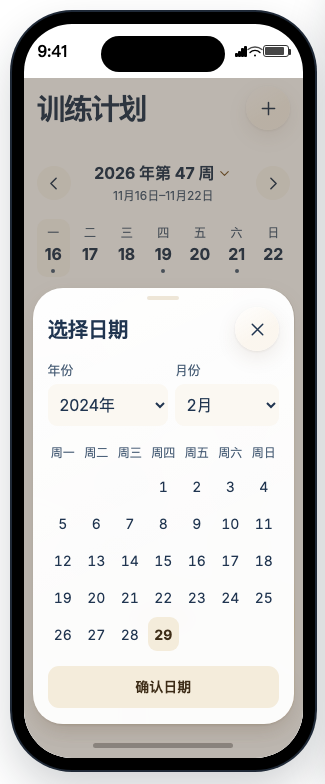 9:41
训练计划
2026 年第 47 周
11月16日–11月22日
一 二 三 四 五 六 日
16 17 18 19 20 21 22
选择日期
年份 月份
2024年 2月
周一 周二 周三 周四 周五 周六 周日
1 2 3 4
5 6 7 8 9 10 11
12 13 14 15 16 17 18
19 20 21 22 23 24 25
26 27 28 29
确认日期